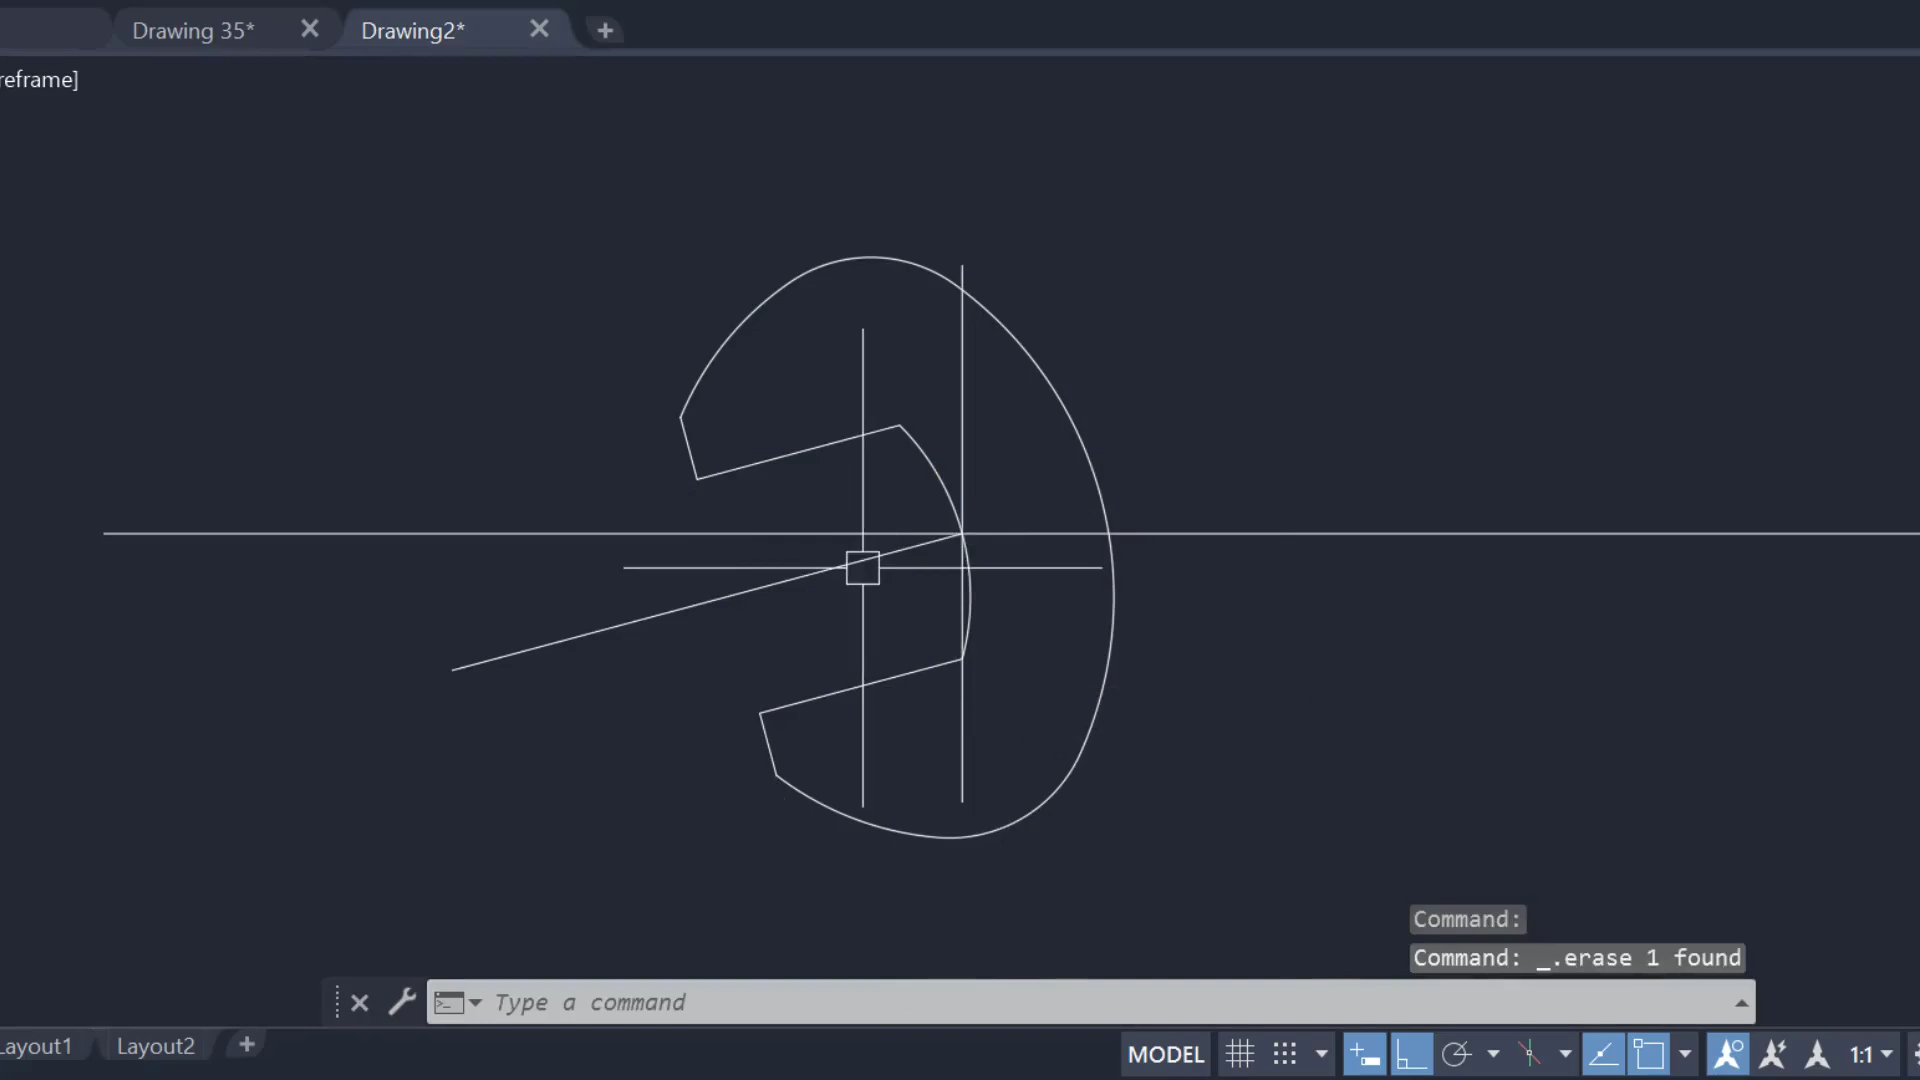 Drawing 35*
Drawing2*
reframe]
Command:
Command: _.erase 1 found
Type a command
Layout1
Layout2
MODEL
1:1